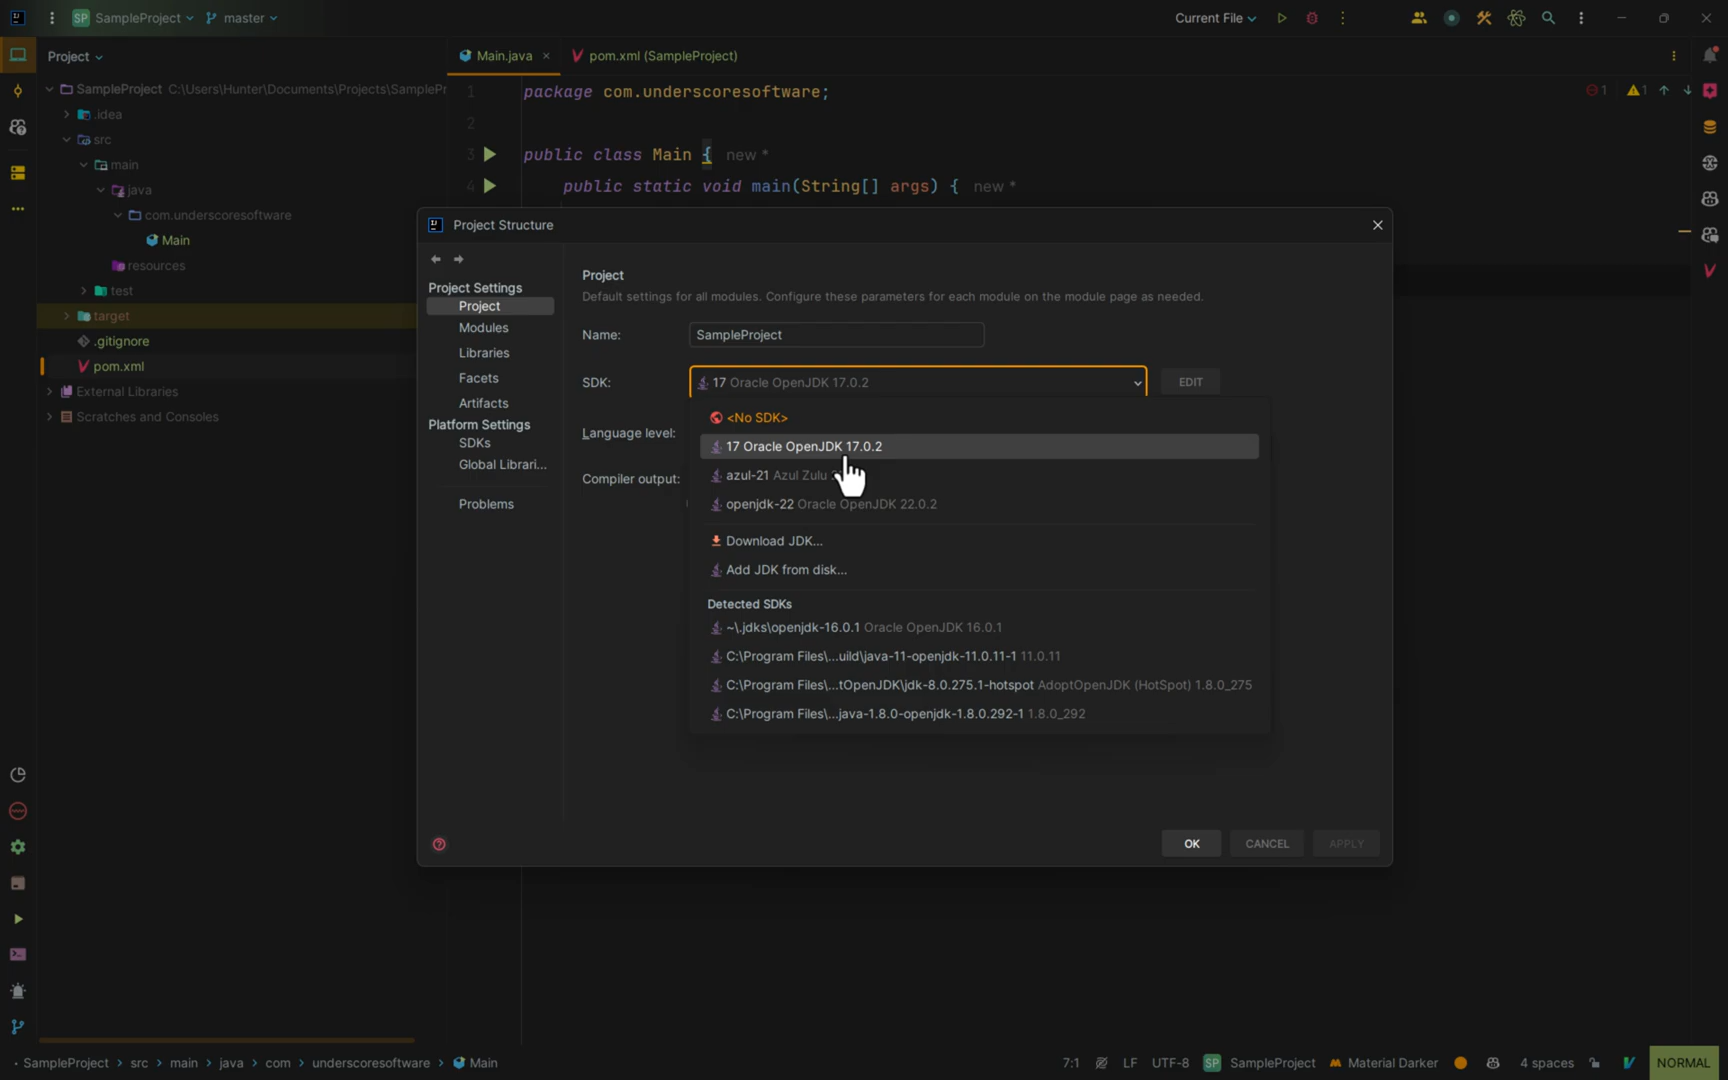 SP SampleProject master Current File
Project
Main.java
pom.xml (SampleProject)
SampleProject C:\Users\Hunter\Documents\Projects\SamplePr
.idea
src
main
java
com.underscoresoftware
Main
resources
test
target
.gitignore
pom.xml
External Libraries
Scratches and Consoles
1 package com.underscoresoftware;
2
3 public class Main { new *
4 public static void main(String[] args) { new *
1 1
Project Structure
Project Settings
Project
Modules
Libraries
Facets
Artifacts
Platform Settings
SDKs
Global Librari...
Problems
Project
Default settings for all modules. Configure these parameters for each module on the module page as needed.
Name: SampleProject
SDK: 17 Oracle OpenJDK 17.0.2 EDIT
Language level:
Compiler output:
<No SDK>
17 Oracle OpenJDK 17.0.2
azul-21 Azul Zulu
openjdk-22 Oracle OpenJDK 22.0.2
Download JDK...
Add JDK from disk...
Detected SDKs
~\.jdks\openjdk-16.0.1 Oracle OpenJDK 16.0.1
C:\Program Files\...uild\java-11-openjdk-11.0.11-1 11.0.11
C:\Program Files\...tOpenJDK\jdk-8.0.275.1-hotspot AdoptOpenJDK (HotSpot) 1.8.0_275
C:\Program Files\...java-1.8.0-openjdk-1.8.0.292-1 1.8.0_292
OK CANCEL APPLY
SampleProject > src > main > java > com > underscoresoftware > Main
7:1 LF UTF-8 SP SampleProject Material Darker 4 spaces NORMAL